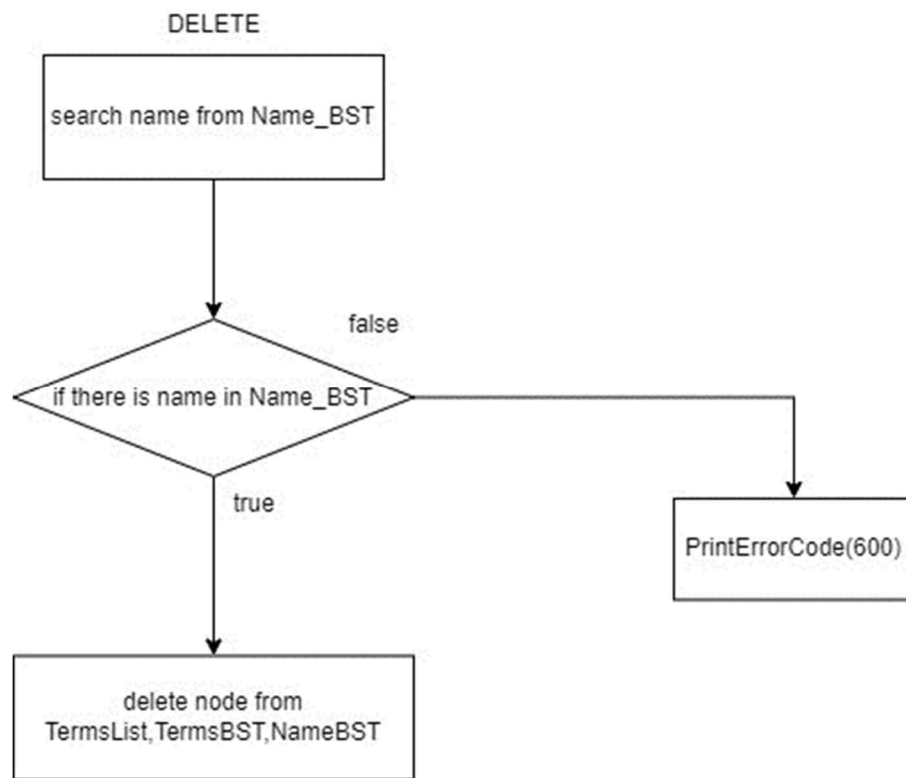 DELETE
search name from Name_BST
false
if there is name in Name_BST
true
PrintErrorCode(600)
delete node from
TermsList,TermsBST,NameBST